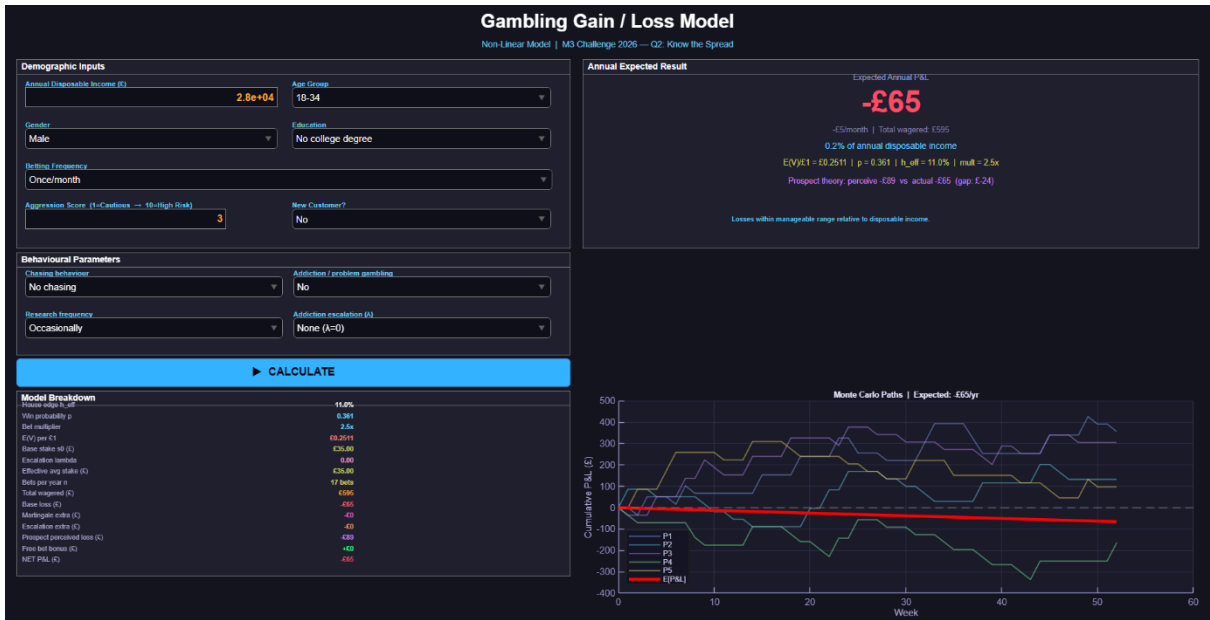 Gambling Gain / Loss Model
Non-Linear Model | M3 Challenge 2026 — Q2: Know the Spread
Demographic Inputs
Annual Disposable Income (£)
2.8e+04
Age Group
18-34
Gender
Male
Education
No college degree
Betting Frequency
Once/month
Aggression Score (1=Cautious → 10=High Risk)
3
New Customer?
No
Behavioural Parameters
Chasing behaviour
No chasing
Addiction / problem gambling
No
Research frequency
Occasionally
Addiction escalation (λ)
None (λ=0)
▶ CALCULATE
Model Breakdown
House edge h_eff 11.0%
Win probability p 0.361
Bet multiplier 2.5x
E(V) per £1 £0.2511
Base stake s0 (£) £35.00
Escalation lambda 0.00
Effective avg stake (£) £35.00
Bets per year n 17 bets
Total wagered (£) £595
Base loss (£) -£65
Martingale extra (£) -£0
Escalation extra (£) -£0
Prospect perceived loss (£) -£89
Free bet bonus (£) +£0
NET P&L (£) -£65
Annual Expected Result
Expected Annual P&L
-£65
-£5/month | Total wagered: £595
0.2% of annual disposable income
E(V)/£1 = £0.2511 | p = 0.361 | h_eff = 11.0% | mult = 2.5x
Prospect theory: perceive -£89 vs actual -£65 (gap: £-24)
Losses within manageable range relative to disposable income.
Monte Carlo Paths | Expected: -£65/yr
Cumulative P&L (£)
500
400
300
200
100
0
-100
-200
-300
-400
P1
P2
P3
P4
P5
E[P&L]
0 10 20 30 40 50 60
Week